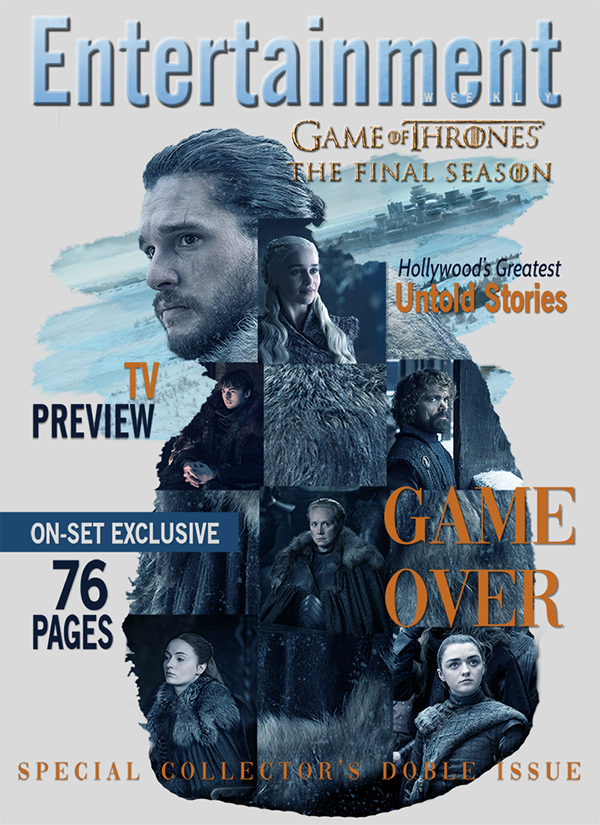 Entertainment
WEEKLY
GAME OF THRONES
THE FINAL SEASON
Hollywood's Greatest
Untold Stories
TV
PREVIEW
ON-SET EXCLUSIVE
76
PAGES
GAME
OVER
SPECIAL COLLECTOR'S DOBLE ISSUE